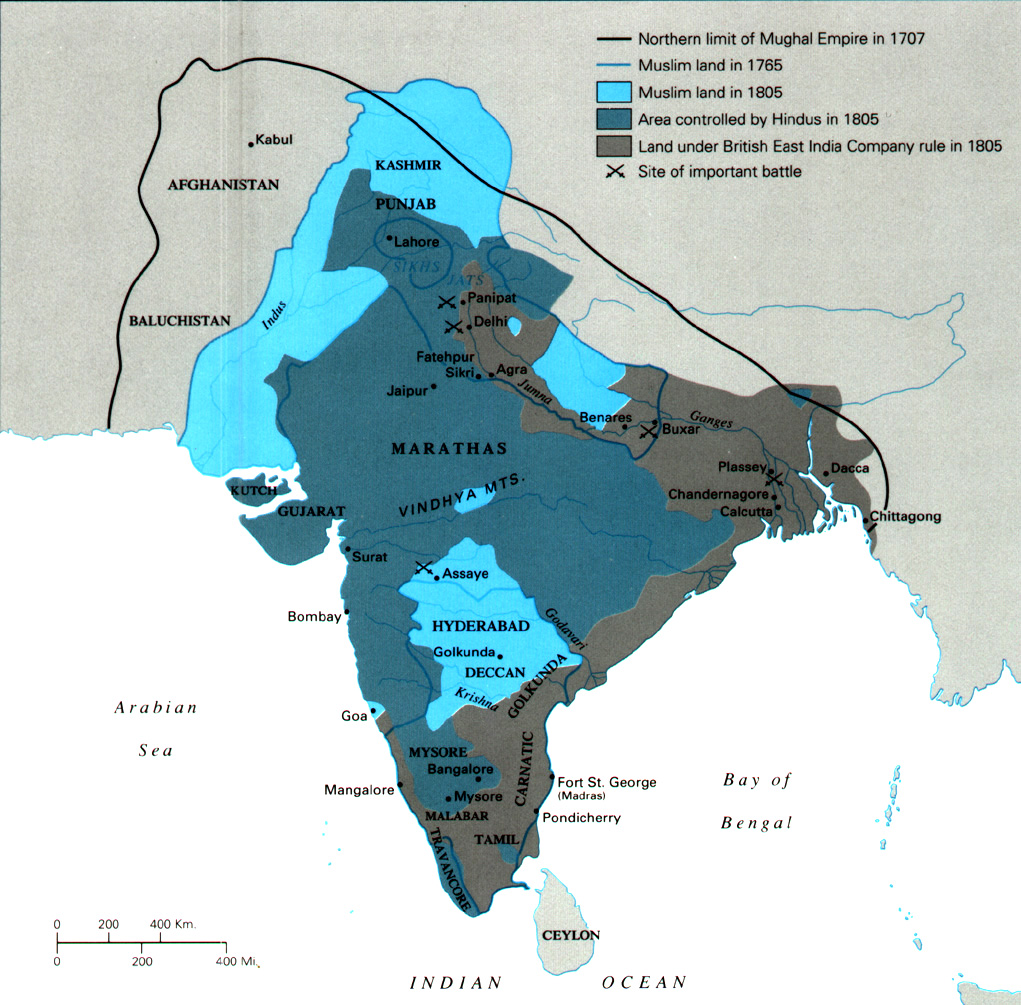 Northern limit of Mughal Empire in 1707
Muslim land in 1765
Muslim land in 1805
Area controlled by Hindus in 1805
Land under British East India Company rule in 1805
Site of important battle
Kabul
AFGHANISTAN
KASHMIR
PUNJAB
Lahore
SIKHS
JATS
Panipat
BALUCHISTAN
Indus
Delhi
Fatehpur
Sikri
Agra
Jaipur
Jumna
Benares
Ganges
Buxar
MARATHAS
Plassey
Dacca
KUTCH
VINDHYA MTS.
Chandernagore
GUJARAT
Calcutta
Chittagong
Surat
Assaye
Bombay
HYDERABAD
Godavari
Golkunda
DECCAN
GOLKUNDA
Krishna
Arabian
Sea
Goa
MYSORE
Bangalore
CARNATIC
Mangalore
Fort St. George
(Madras)
Bay of
Bengal
Mysore
MALABAR
Pondicherry
TAMIL
TRAVANCORE
CEYLON
0 200 400 Km.
0 200 400 Mi.
INDIAN OCEAN